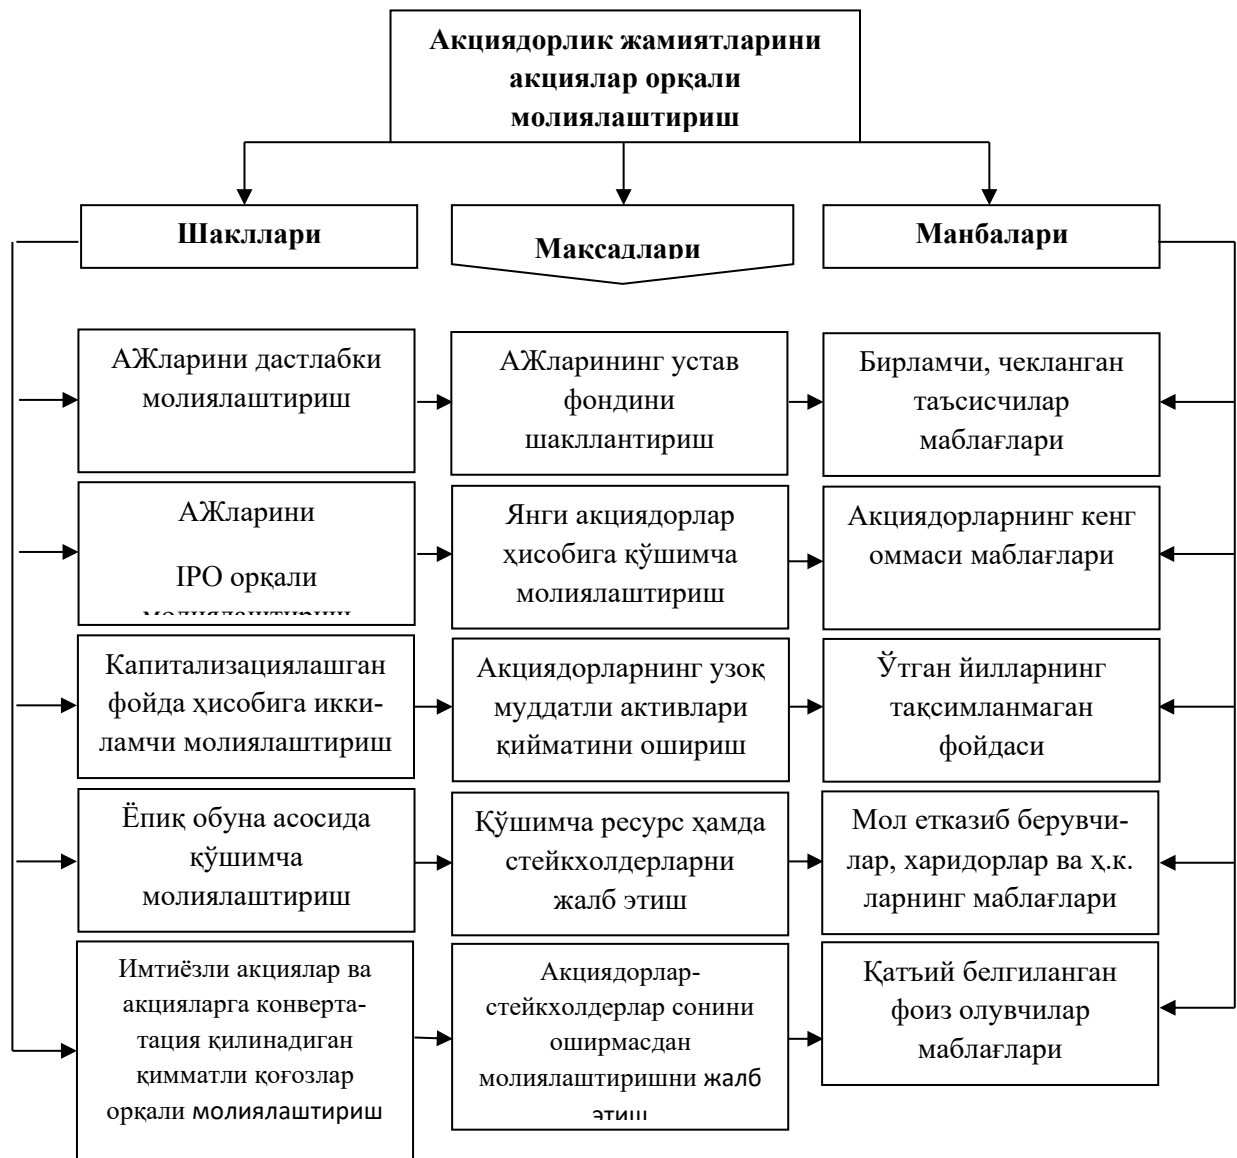 Акциядорлик жамиятларини
акциялар орқали
молиялаштириш
Шакллари
Мақсадлари
Манбалари
АЖларини дастлабки
молиялаштириш
АЖларининг устав
фондини
шакллантириш
Бирламчи, чекланган
таъсисчилар
маблағлари
АЖларини
IPO орқали
молиялаштириш
Янги акциядорлар
ҳисобига қўшимча
молиялаштириш
Акциядорларнинг кенг
оммаси маблағлари
Капитализациялашган
фойда ҳисобига икки-
ламчи молиялаштириш
Акциядорларнинг узоқ
муддатли активлари
қийматини ошириш
Ўтган йилларнинг
тақсимланмаган
фойдаси
Ёпиқ обуна асосида
қўшимча
молиялаштириш
Қўшимча ресурс ҳамда
стейкхолдерларни
жалб этиш
Мол етказиб берувчи-
лар, харидорлар ва ҳ.к.
ларнинг маблағлари
Имтиёзли акциялар ва
акцияларга конверта-
тация қилинадиган
қимматли қоғозлар
орқали молиялаштириш
Акциядорлар-
стейкхолдерлар сонини
оширмасдан
молиялаштиришни жалб
этиш
Қатъий белгиланган
фоиз олувчилар
маблағлари